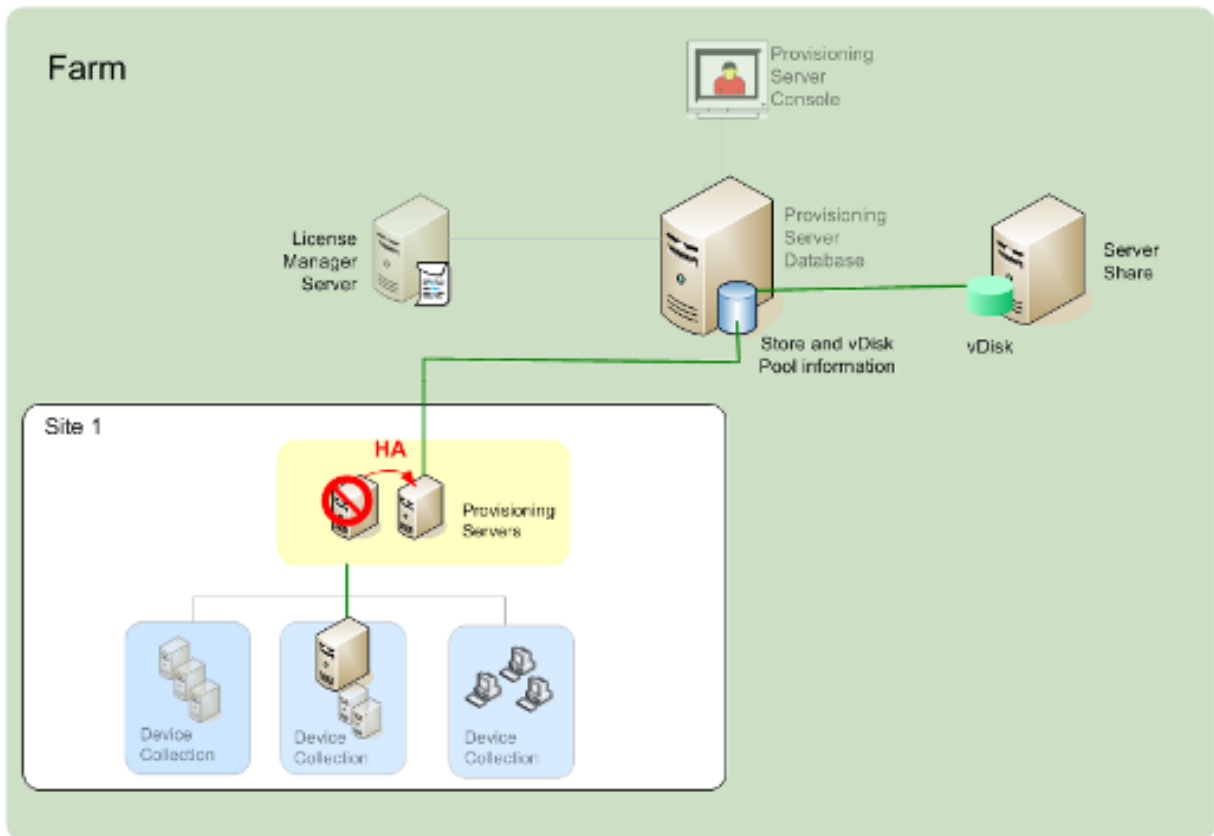 Farm
Provisioning
Server
Console
License
Manager
Server
Provisioning
Server
Database
Server
Share
Store and vDisk
Pool information
vDisk
Site 1
HA
Provisioning
Servers
Device
Collection
Device
Collection
Device
Collection